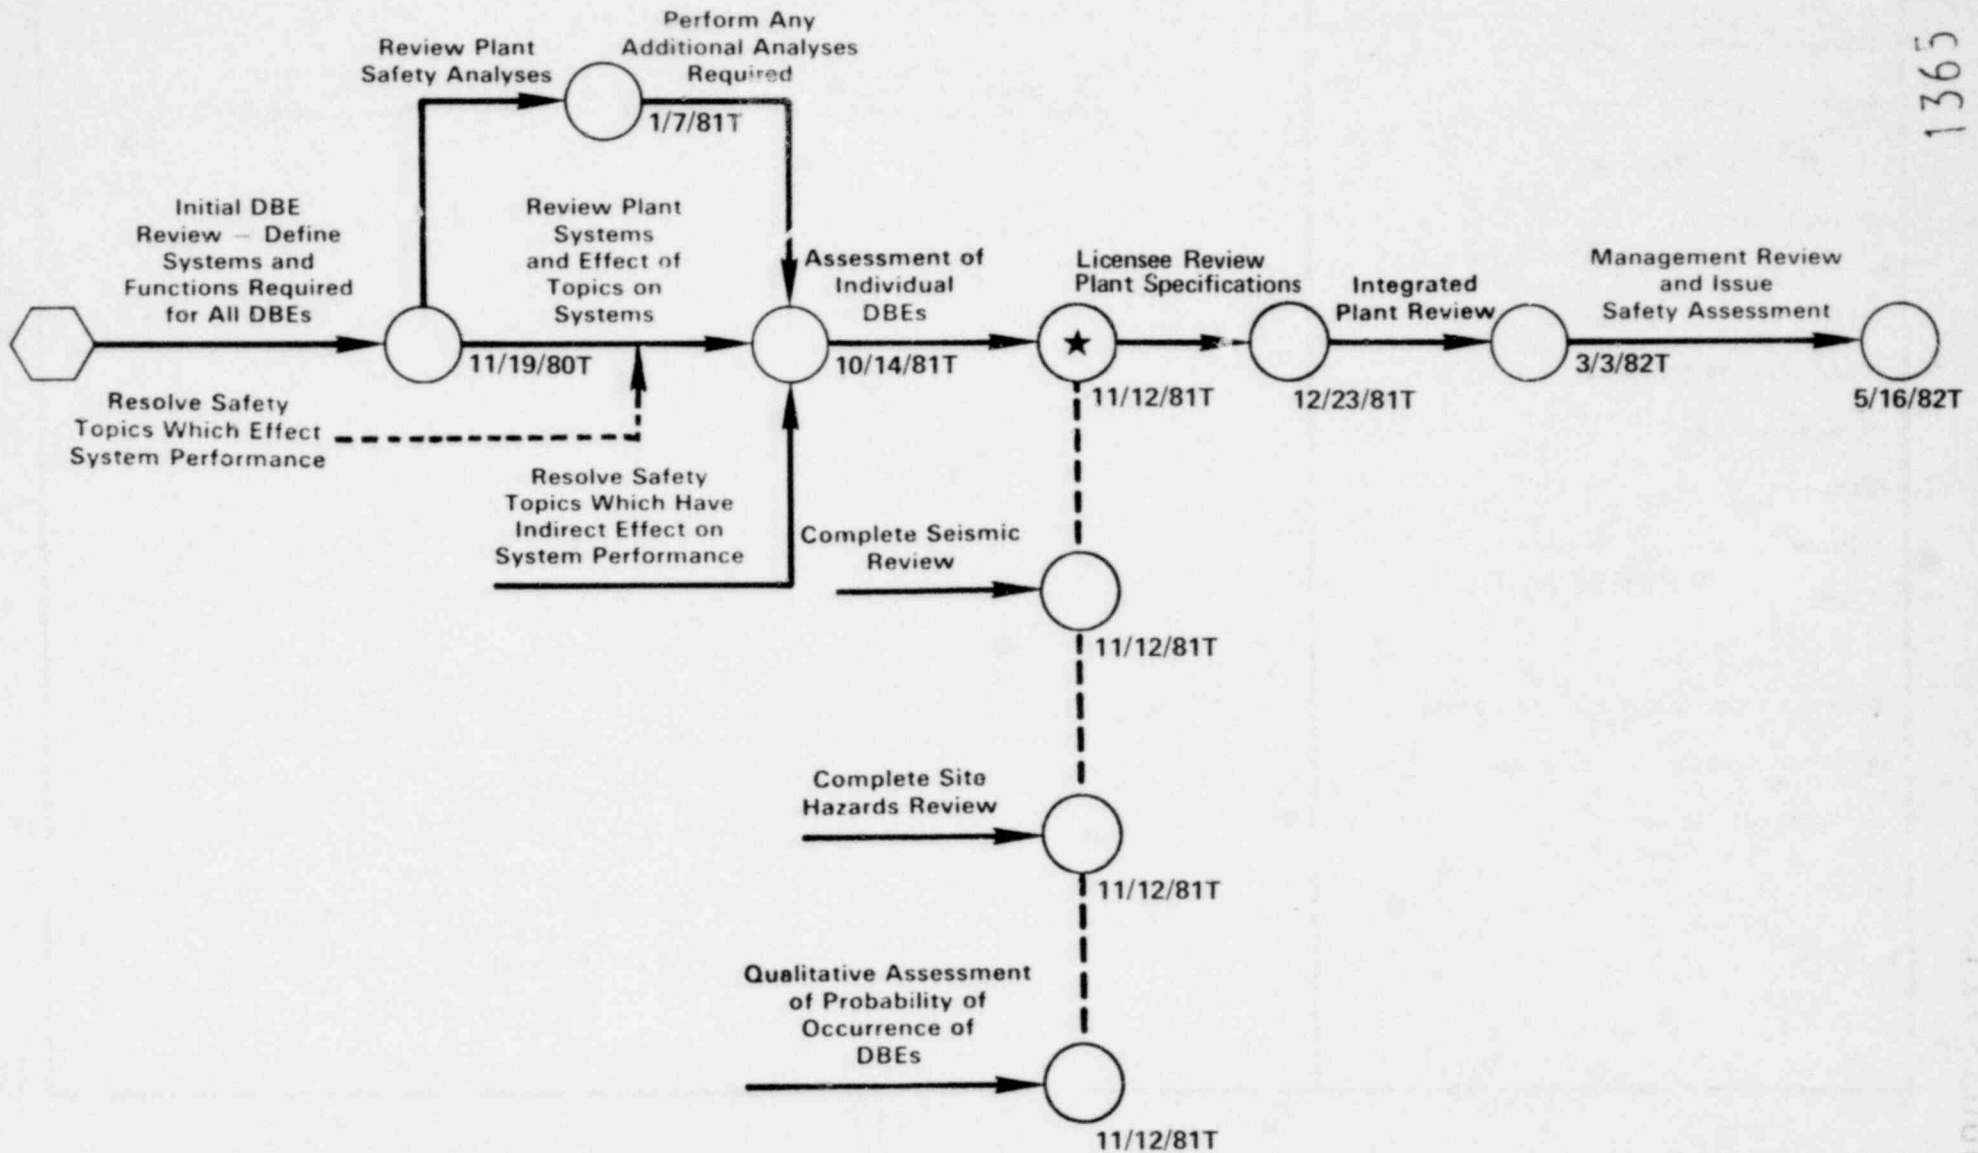 1365
Perform Any
Additional Analyses
Required
Review Plant
Safety Analyses
1/7/81T
Initial DBE
Review — Define
Systems and
Functions Required
for All DBEs
Review Plant
Systems
and Effect of
Topics on
Systems
Assessment of
Individual
DBEs
Licensee Review
Plant Specifications
Integrated
Plant Review
Management Review
and Issue
Safety Assessment
11/19/80T
10/14/81T
11/12/81T
12/23/81T
3/3/82T
5/16/82T
Resolve Safety
Topics Which Effect
System Performance
Resolve Safety
Topics Which Have
Indirect Effect on
System Performance
Complete Seismic
Review
11/12/81T
Complete Site
Hazards Review
11/12/81T
Qualitative Assessment
of Probability of
Occurrence of
DBEs
11/12/81T